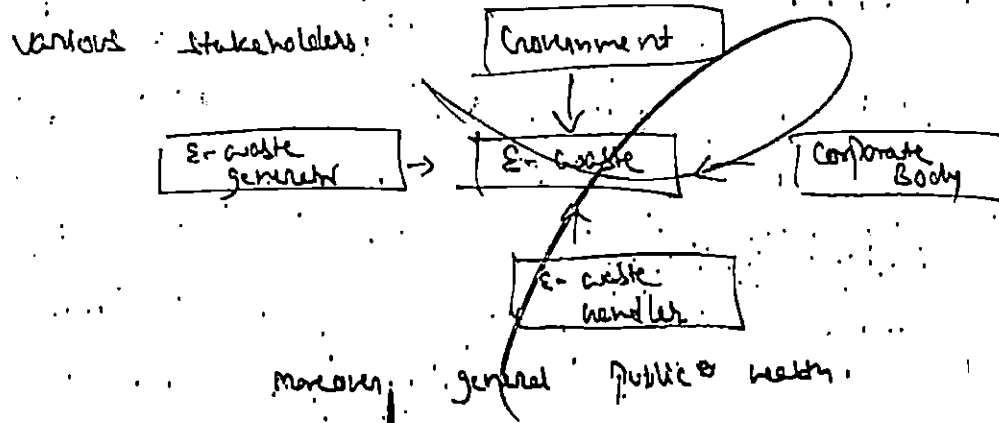 various stakeholders.
Government
E-waste
generator
E-waste
Corporate
Body
E-waste
handler
moreover, general public & health.